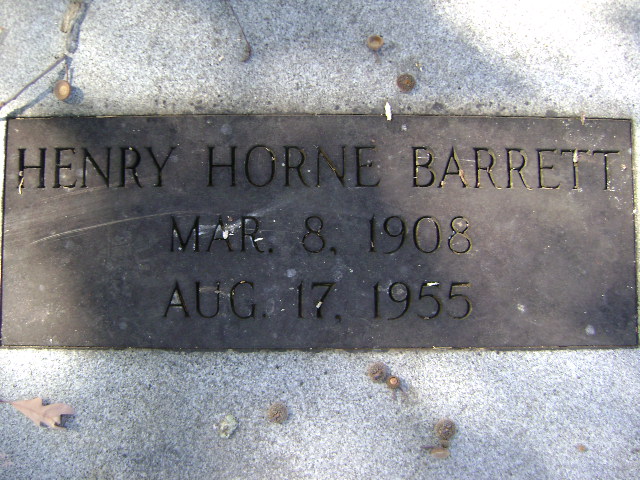 HENRY HORNE BARRETT
MAR. 8, 1908
AUG. 17, 1955